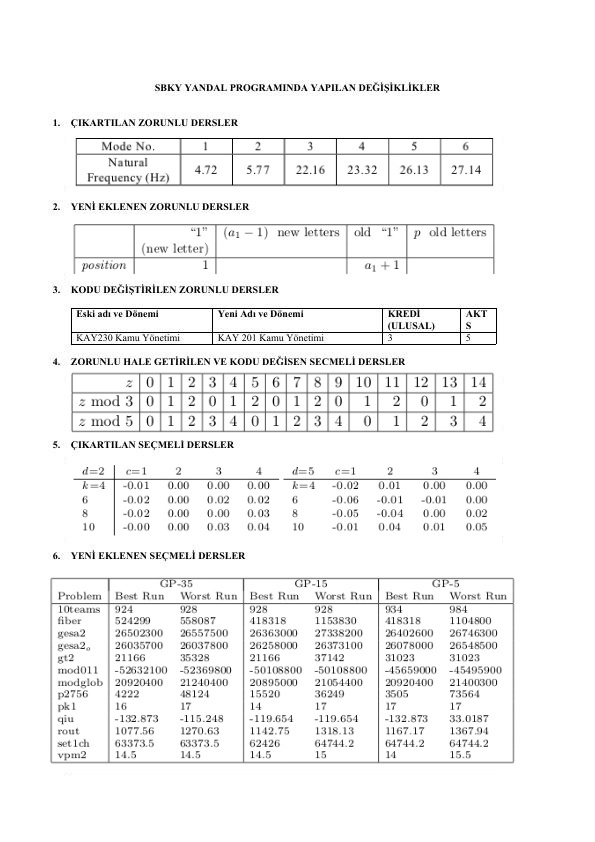 SBKY YANDAL PROGRAMINDA YAPILAN DEĞİŞİKLİKLER
1. ÇIKARTILAN ZORUNLU DERSLER
Mode No. 1 2 3 4 5 6
Natural
Frequency (Hz) 4.72 5.77 22.16 23.32 26.13 27.14
2. YENİ EKLENEN ZORUNLU DERSLER
"1" (a₁ − 1) new letters old "1" p old letters
(new letter)
position 1 a₁ + 1
3. KODU DEĞİŞTİRİLEN ZORUNLU DERSLER
Eski adı ve Dönemi Yeni Adı ve Dönemi KREDİ AKT
(ULUSAL) S
KAY230 Kamu Yönetimi KAY 201 Kamu Yönetimi 3 5
4. ZORUNLU HALE GETİRİLEN VE KODU DEĞİSEN SECMELİ DERSLER
z 0 1 2 3 4 5 6 7 8 9 10 11 12 13 14
z mod 3 0 1 2 0 1 2 0 1 2 0 1 2 0 1 2
z mod 5 0 1 2 3 4 0 1 2 3 4 0 1 2 3 4
5. ÇIKARTILAN SEÇMELİ DERSLER
d=2 c=1 2 3 4 d=5 c=1 2 3 4
k=4 -0.01 0.00 0.00 0.00 k=4 -0.02 0.01 0.00 0.00
6 -0.02 0.00 0.02 0.02 6 -0.06 -0.01 -0.01 0.00
8 -0.02 0.00 0.00 0.03 8 -0.05 -0.04 0.00 0.02
10 -0.00 0.00 0.03 0.04 10 -0.01 0.04 0.01 0.05
6. YENİ EKLENEN SEÇMELİ DERSLER
GP-35 GP-15 GP-5
Problem Best Run Worst Run Best Run Worst Run Best Run Worst Run
10teams 924 928 928 928 934 984
fiber 524299 558087 418318 1153830 418318 1104800
gesa2 26502300 26557500 26363000 27338200 26402600 26746300
gesa2ₒ 26035700 26037800 26258000 26373100 26078000 26548500
gt2 21166 35328 21166 37142 31023 31023
mod011 -52632100 -52369800 -50108800 -50108800 -45659000 -45495900
modglob 20920400 21240400 20895000 21054400 20920400 21400300
p2756 4222 48124 15520 36249 3505 73564
pk1 16 17 14 17 17 17
qiu -132.873 -115.248 -119.654 -119.654 -132.873 33.0187
rout 1077.56 1270.63 1142.75 1318.13 1167.17 1367.94
set1ch 63373.5 63373.5 62426 64744.2 64744.2 64744.2
vpm2 14.5 14.5 14.5 15 14 15.5